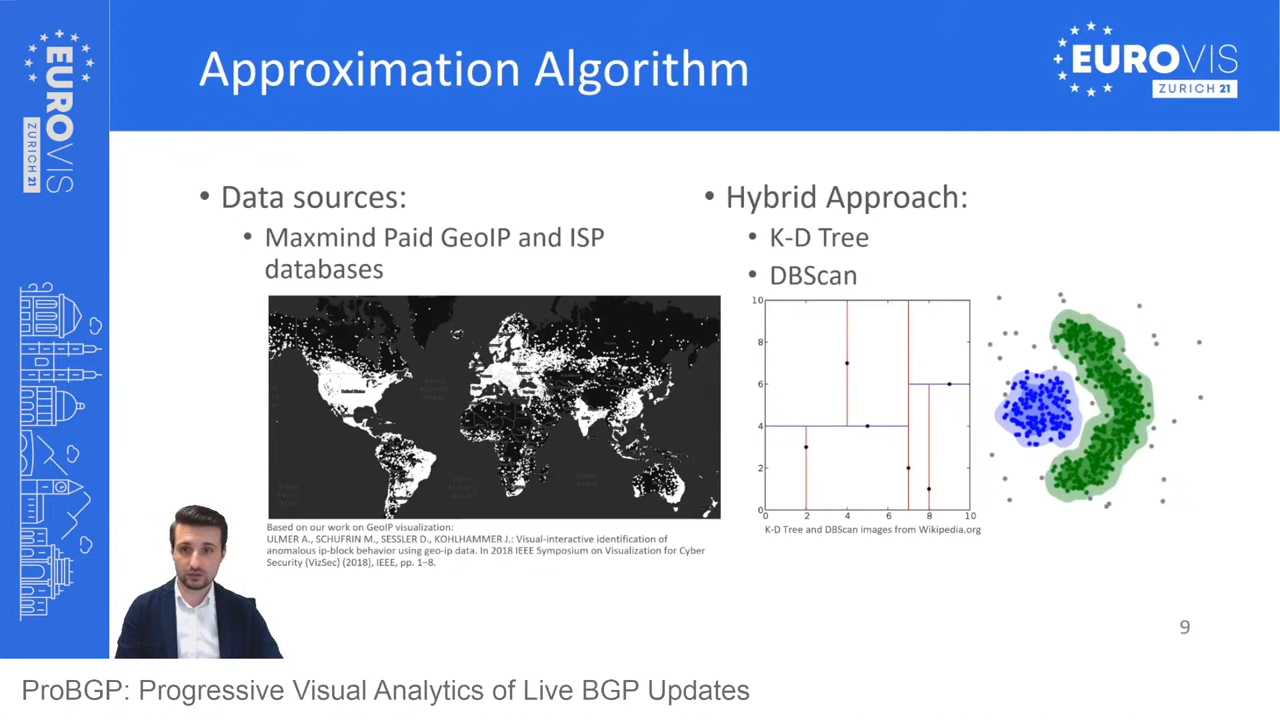 EUROVIS
ZURICH 21
Approximation Algorithm
EUROVIS
ZURICH 21
• Data sources:
• Maxmind Paid GeoIP and ISP
databases
Based on our work on GeoIP visualization:
ULMER A., SCHUFRIN M., SESSLER D., KOHLHAMMER J.: Visual-interactive identification of
anomalous ip-block behavior using geo-ip data. In 2018 IEEE Symposium on Visualization for Cyber
Security (VizSec) (2018), IEEE, pp. 1–8.
• Hybrid Approach:
• K-D Tree
• DBScan
10
8
6
4
2
0
0 2 4 6 8 10
K-D Tree and DBScan images from Wikipedia.org
9
ProBGP: Progressive Visual Analytics of Live BGP Updates